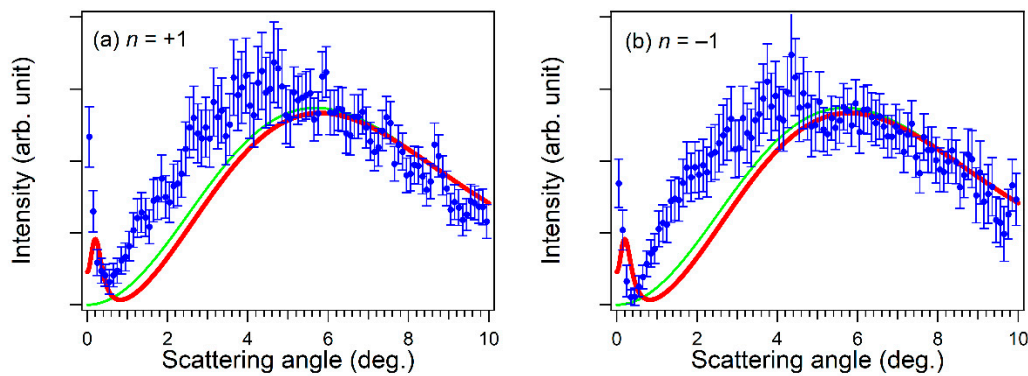 (a) n = +1
Intensity (arb. unit)
0 2 4 6 8 10
Scattering angle (deg.)
(b) n = –1
Intensity (arb. unit)
0 2 4 6 8 10
Scattering angle (deg.)